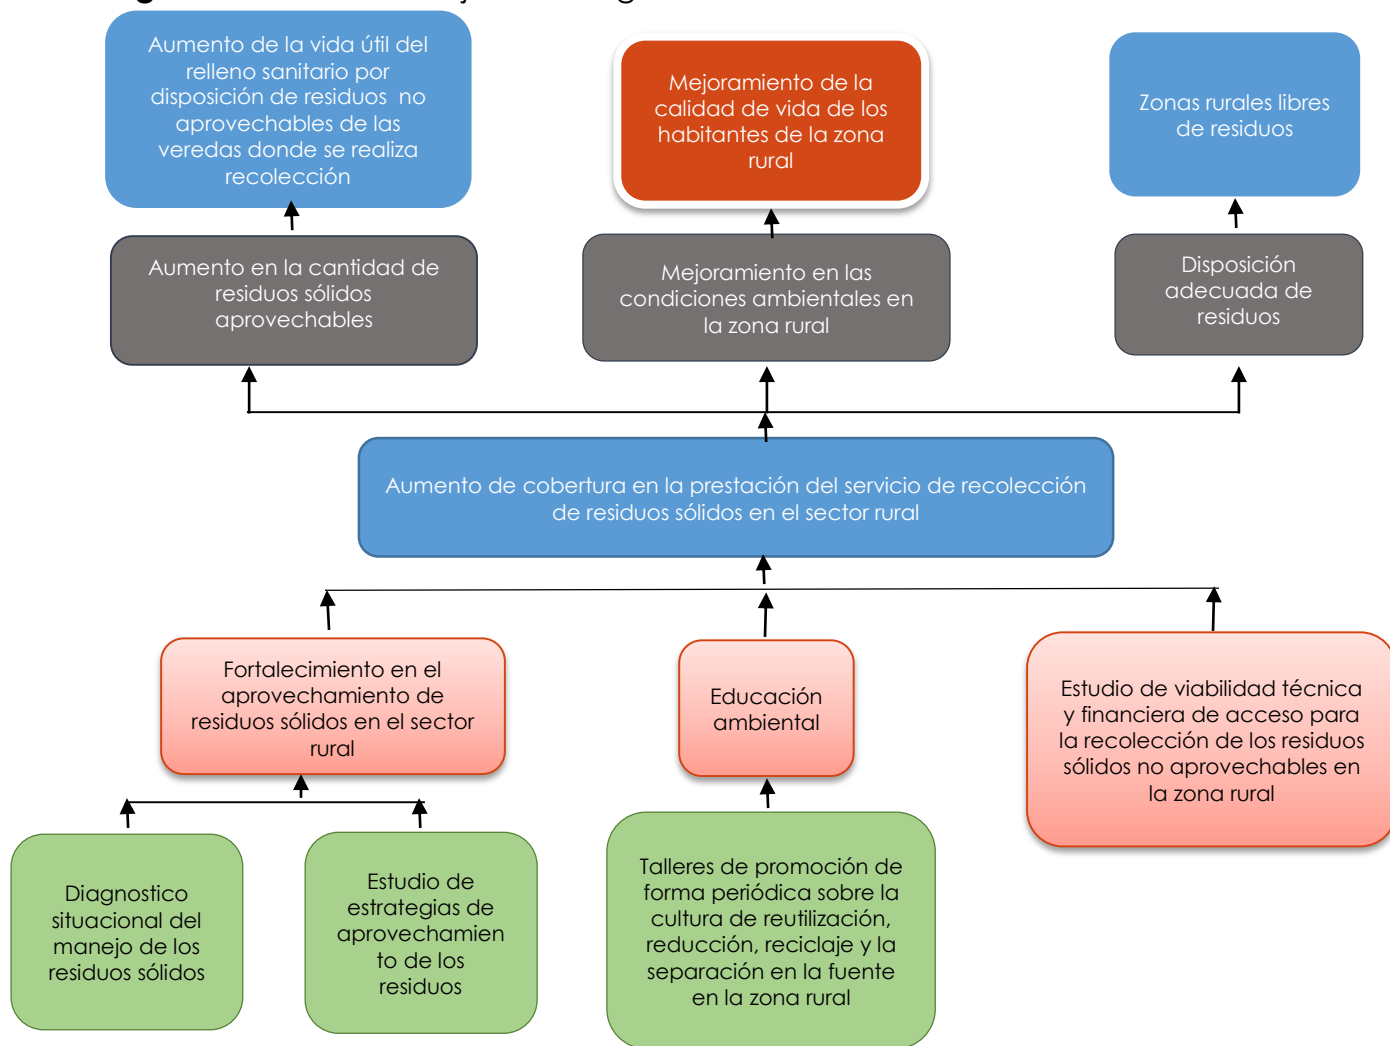 Aumento de la vida útil del
relleno sanitario por
disposición de residuos no
aprovechables de las
veredas donde se realiza
recolección
Mejoramiento de la
calidad de vida de los
habitantes de la zona
rural
Zonas rurales libres
de residuos
Aumento en la cantidad de
residuos sólidos
aprovechables
Mejoramiento en las
condiciones ambientales en
la zona rural
Disposición
adecuada de
residuos
Aumento de cobertura en la prestación del servicio de recolección
de residuos sólidos en el sector rural
Fortalecimiento en el
aprovechamiento de
residuos sólidos en el sector
rural
Educación
ambiental
Estudio de viabilidad técnica
y financiera de acceso para
la recolección de los residuos
sólidos no aprovechables en
la zona rural
Diagnostico
situacional del
manejo de los
residuos sólidos
Estudio de
estrategias de
aprovechamien
to de los
residuos
Talleres de promoción de
forma periódica sobre la
cultura de reutilización,
reducción, reciclaje y la
separación en la fuente
en la zona rural